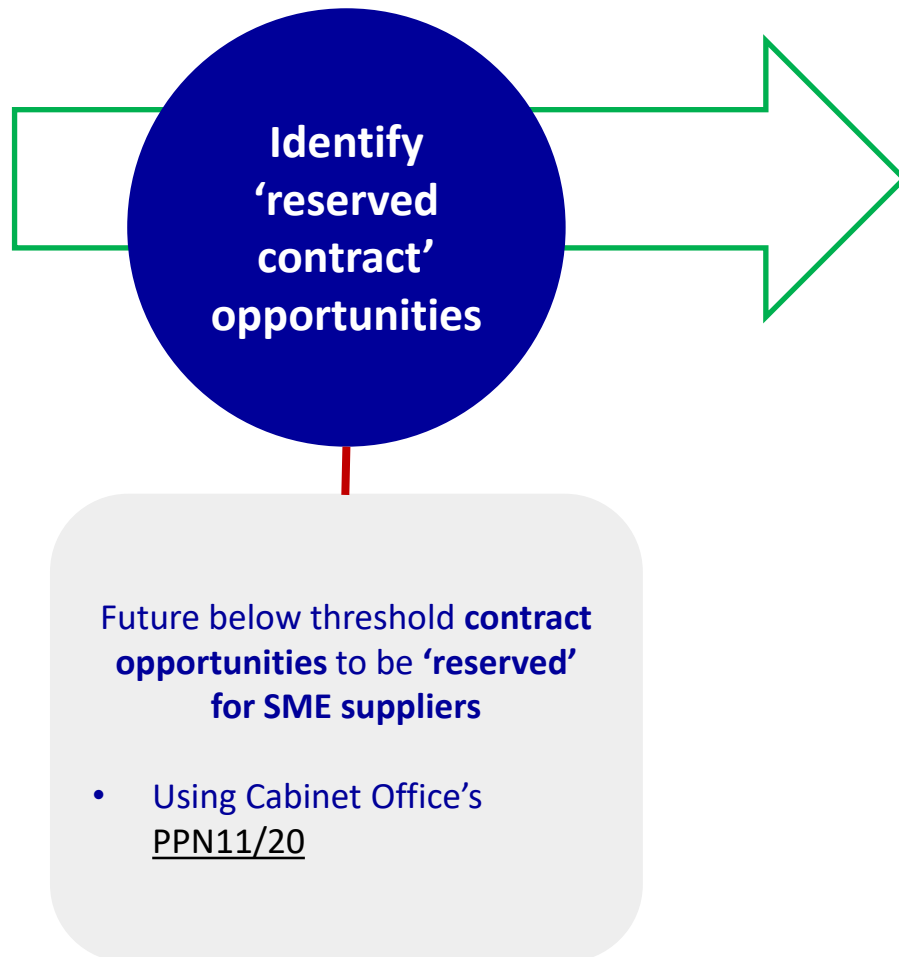 Identify
‘reserved
contract’
opportunities
Future below threshold contract
opportunities to be ‘reserved’
for SME suppliers
• Using Cabinet Office’s
PPN11/20